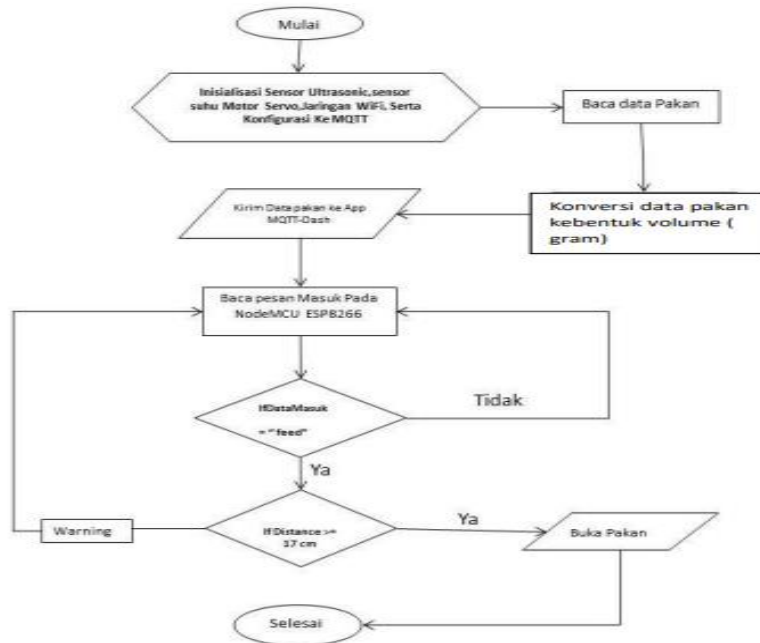 Mulai
Inisialisasi Sensor Ultrasonic,sensor
suhu Motor Servo,Jaringan WiFi, Serta
Konfigurasi Ke MQTT
Baca data Pakan
Konversi data pakan
kebentuk volume (
gram)
Kirim Data pakan ke App
MQTT-Dash
Baca pesan Masuk Pada
NodeMCU ESP8266
IfDataMasuk
= "feed"
Tidak
Ya
If Distance >=
17 cm
Warning
Ya
Buka Pakan
Selesai